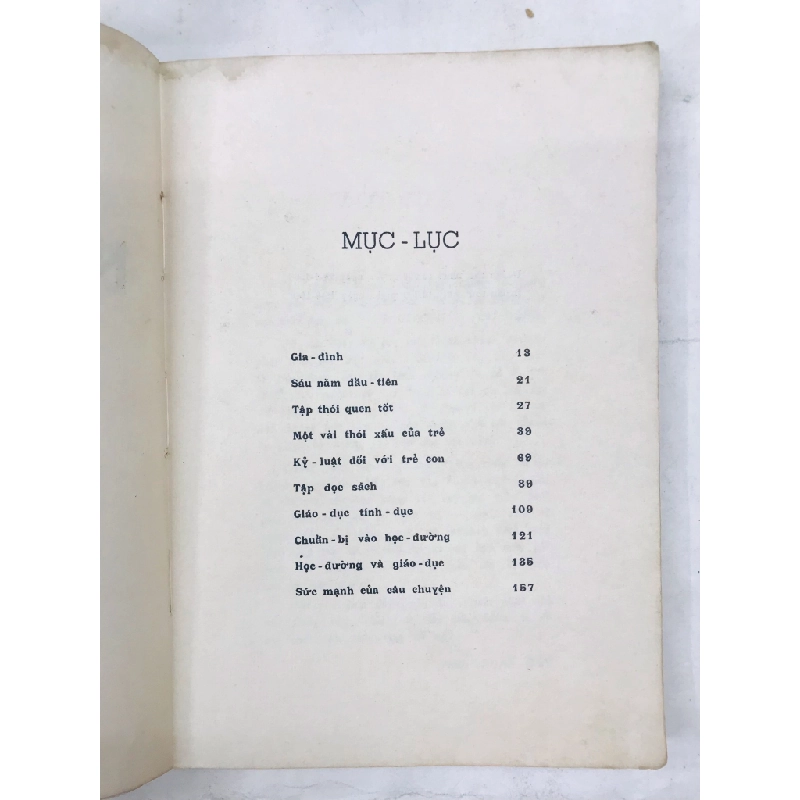 MỤC - LỤC
Gia - đình 13
Sáu năm đầu - tiên 21
Tập thói quen tốt 27
Một vài thói xấu của trẻ 39
Kỷ - luật đối với trẻ con 69
Tập đọc sách 89
Giáo - dục tính - dục 109
Chuẩn - bị vào học - đường 121
Học - đường và giáo - dục 135
Sức mạnh của câu chuyện 157